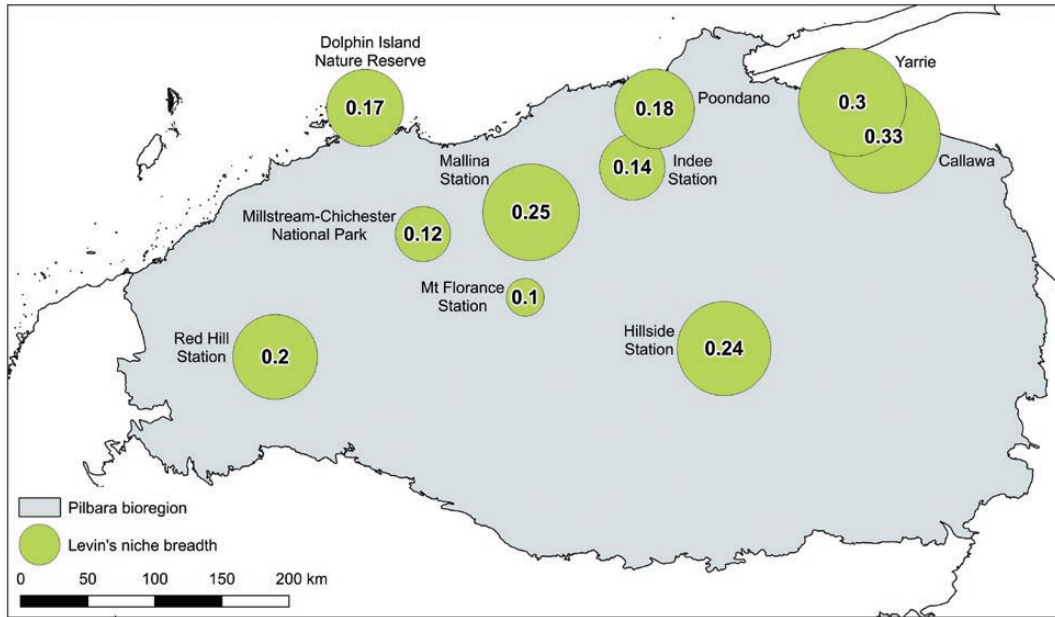 Dolphin Island
Nature Reserve
0.17
Yarrie
0.3
Poondano
0.18
0.33
Callawa
Mallina
Station
0.14
Indee
Station
0.25
Millstream-Chichester
National Park
0.12
Mt Florance
Station
0.1
Red Hill
Station
0.2
Hillside
Station
0.24
Pilbara bioregion
Levin's niche breadth
0 50 100 150 200 km